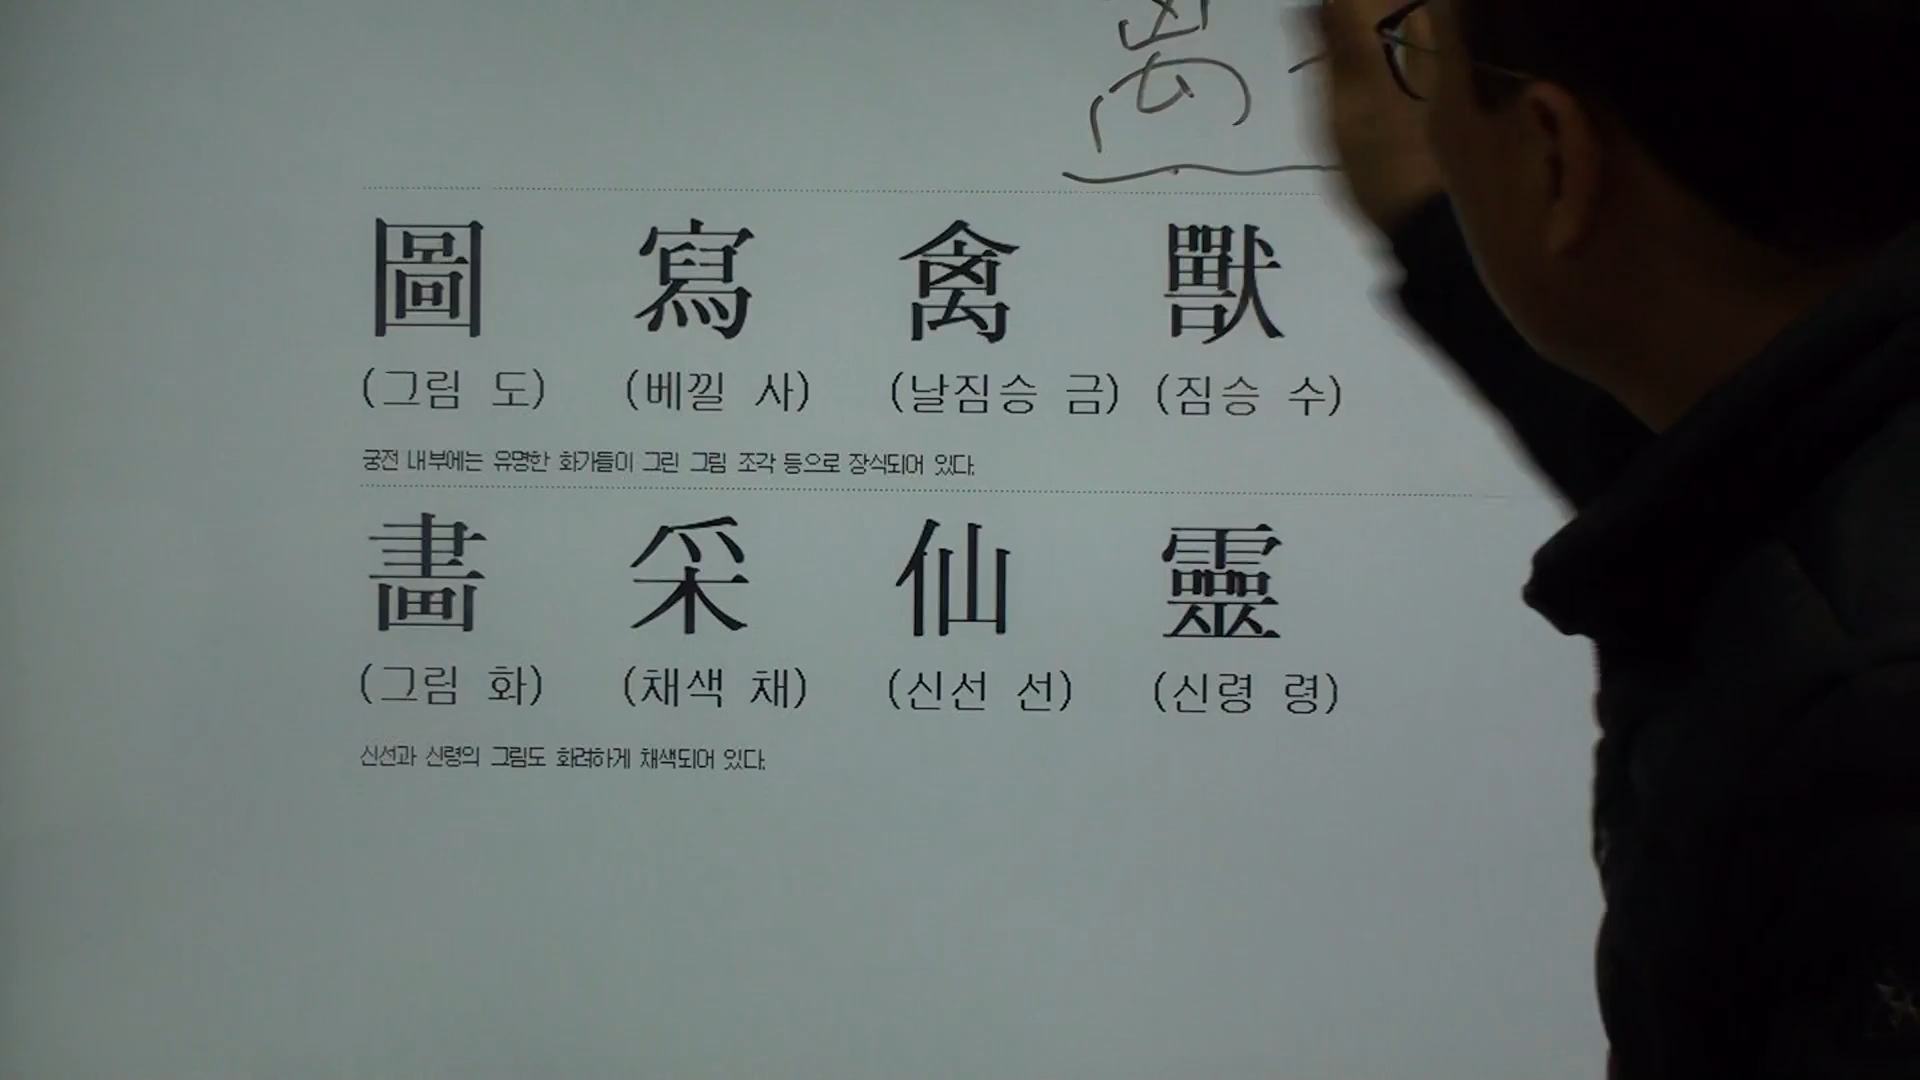 圖 寫 禽 獸
(그림 도) (베낄 사) (날짐승 금) (짐승 수)
궁전 내부에는 유명한 화가들이 그린 그림 조각 등으로 장식되어 있다.
畵 采 仙 靈
(그림 화) (채색 채) (신선 선) (신령 령)
신선과 신령의 그림도 화려하게 채색되어 있다.